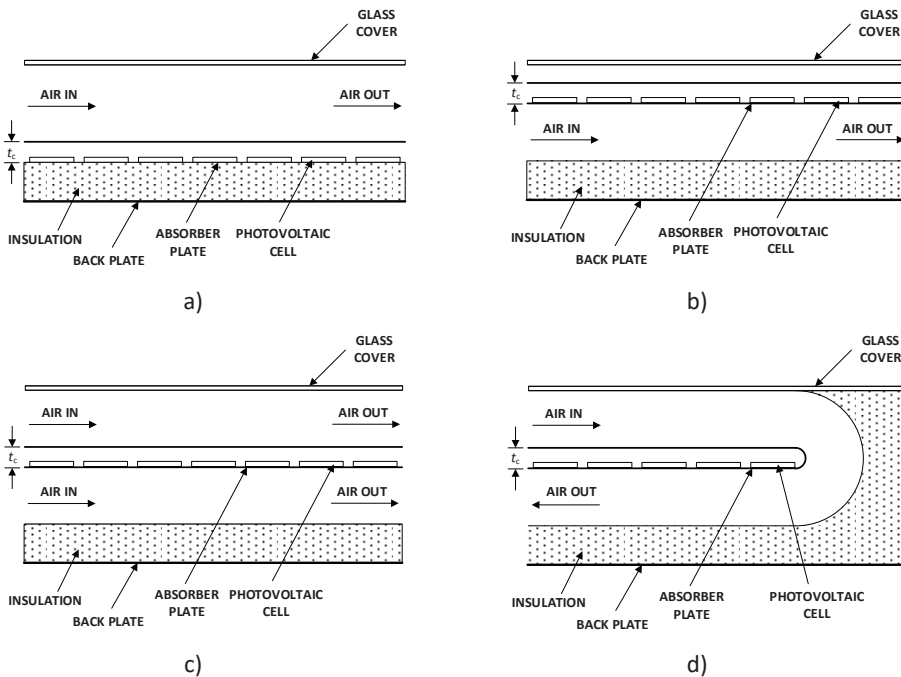 GLASS
COVER
AIR IN
AIR OUT
tc
INSULATION
BACK PLATE
ABSORBER
PLATE
PHOTOVOLTAIC
CELL
a)
GLASS
COVER
tc
AIR IN
AIR OUT
INSULATION
BACK PLATE
ABSORBER
PLATE
PHOTOVOLTAIC
CELL
b)
GLASS
COVER
AIR IN
AIR OUT
tc
AIR IN
AIR OUT
INSULATION
BACK PLATE
ABSORBER
PLATE
PHOTOVOLTAIC
CELL
c)
GLASS
COVER
AIR IN
tc
AIR OUT
INSULATION
BACK PLATE
ABSORBER
PLATE
PHOTOVOLTAIC
CELL
d)